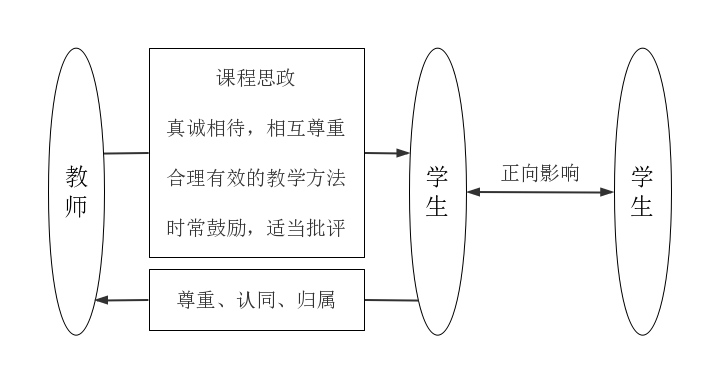 教师
课程思政
真诚相待，相互尊重
合理有效的教学方法
时常鼓励，适当批评
尊重、认同、归属
学生
正向影响
学生